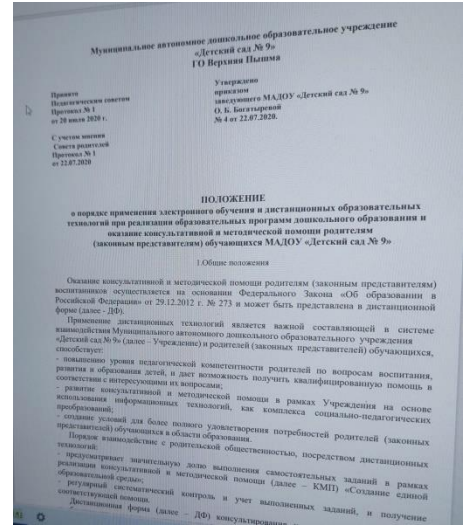 Муниципальное автономное дошкольное образовательное учреждение
«Детский сад № 9»
ГО Верхняя Пышма
Принято
Педагогическим советом
Протокол № 1
от 20 июля 2020 г.
С учетом мнения
Совета родителей
Протокол № 1
от 22.07.2020
Утверждено
приказом
заведующего МАДОУ «Детский сад № 9»
О. Б. Богатыревой
№ 4 от 22.07.2020.
ПОЛОЖЕНИЕ
о порядке применения электронного обучения и дистанционных образовательных
технологий при реализации образовательных программ дошкольного образования и
оказание консультативной и методической помощи родителям
(законным представителям) обучающихся МАДОУ «Детский сад № 9»
1.Общие положения
Оказание консультативной и методической помощи родителям (законным представителям)
воспитанников осуществляется на основании Федерального Закона «Об образовании в
Российской Федерации» от 29.12.2012 г. № 273 и может быть представлена в дистанционной
форме (далее - ДФ).
Применение дистанционных технологий является важной составляющей в системе
взаимодействия Муниципального автономного дошкольного образовательного учреждения
«Детский сад № 9» (далее – Учреждение) и родителей (законных представителей) обучающихся,
способствует:
- повышению уровня педагогической компетентности родителей по вопросам воспитания,
развития и образования детей, и дает возможность получить квалифицированную помощь в
соответствии с интересующими их вопросами;
- развитие консультативной и методической помощи в рамках Учреждения на основе
использования информационных технологий, как комплекса социально-педагогических
преобразований;
- создание условий для более полного удовлетворения потребностей родителей (законных
представителей) обучающихся в области образования.
Порядок взаимодействие с родительской общественностью, посредством дистанционных
технологий:
- предусматривает значительную долю выполнения самостоятельных заданий в рамках
реализации консультативной и методической помощи (далее – КМП) «Создание единой
образовательной среды»;
- регулярный систематический контроль и учет выполненных заданий, и получение
соответствующей помощи.
Дистанционная форма (далее – ДФ) консультирования